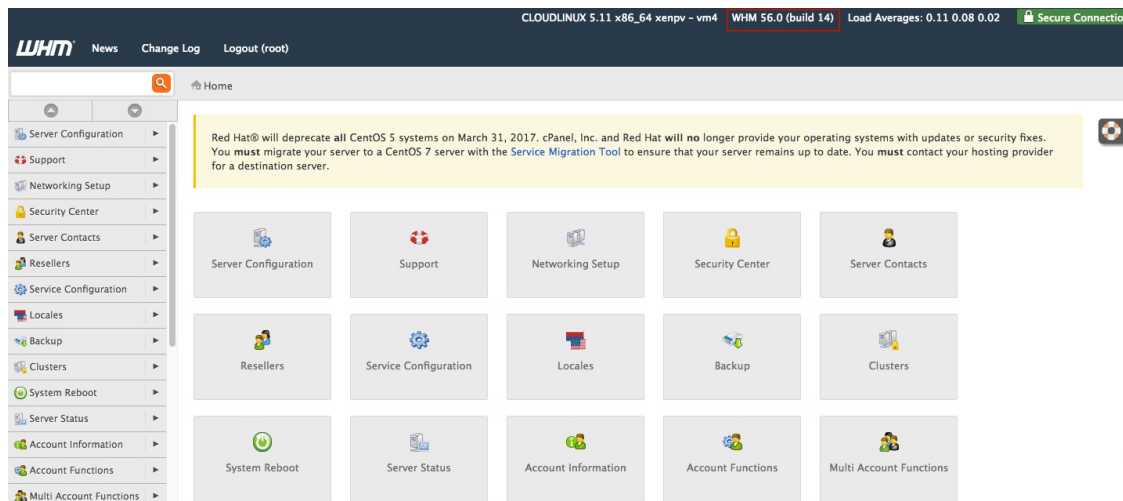 CLOUDLINUX 5.11 x86_64 xenpv - vm4 WHM 56.0 (build 14) Load Averages: 0.11 0.08 0.02 Secure Connectio
WHM News Change Log Logout (root)
Home
Red Hat® will deprecate all CentOS 5 systems on March 31, 2017. cPanel, Inc. and Red Hat will no longer provide your operating systems with updates or security fixes.
You must migrate your server to a CentOS 7 server with the Service Migration Tool to ensure that your server remains up to date. You must contact your hosting provider
for a destination server.
Server Configuration
Support
Networking Setup
Security Center
Server Contacts
Resellers
Service Configuration
Locales
Backup
Clusters
System Reboot
Server Status
Account Information
Account Functions
Multi Account Functions
Server Configuration Support Networking Setup Security Center Server Contacts
Resellers Service Configuration Locales Backup Clusters
System Reboot Server Status Account Information Account Functions Multi Account Functions